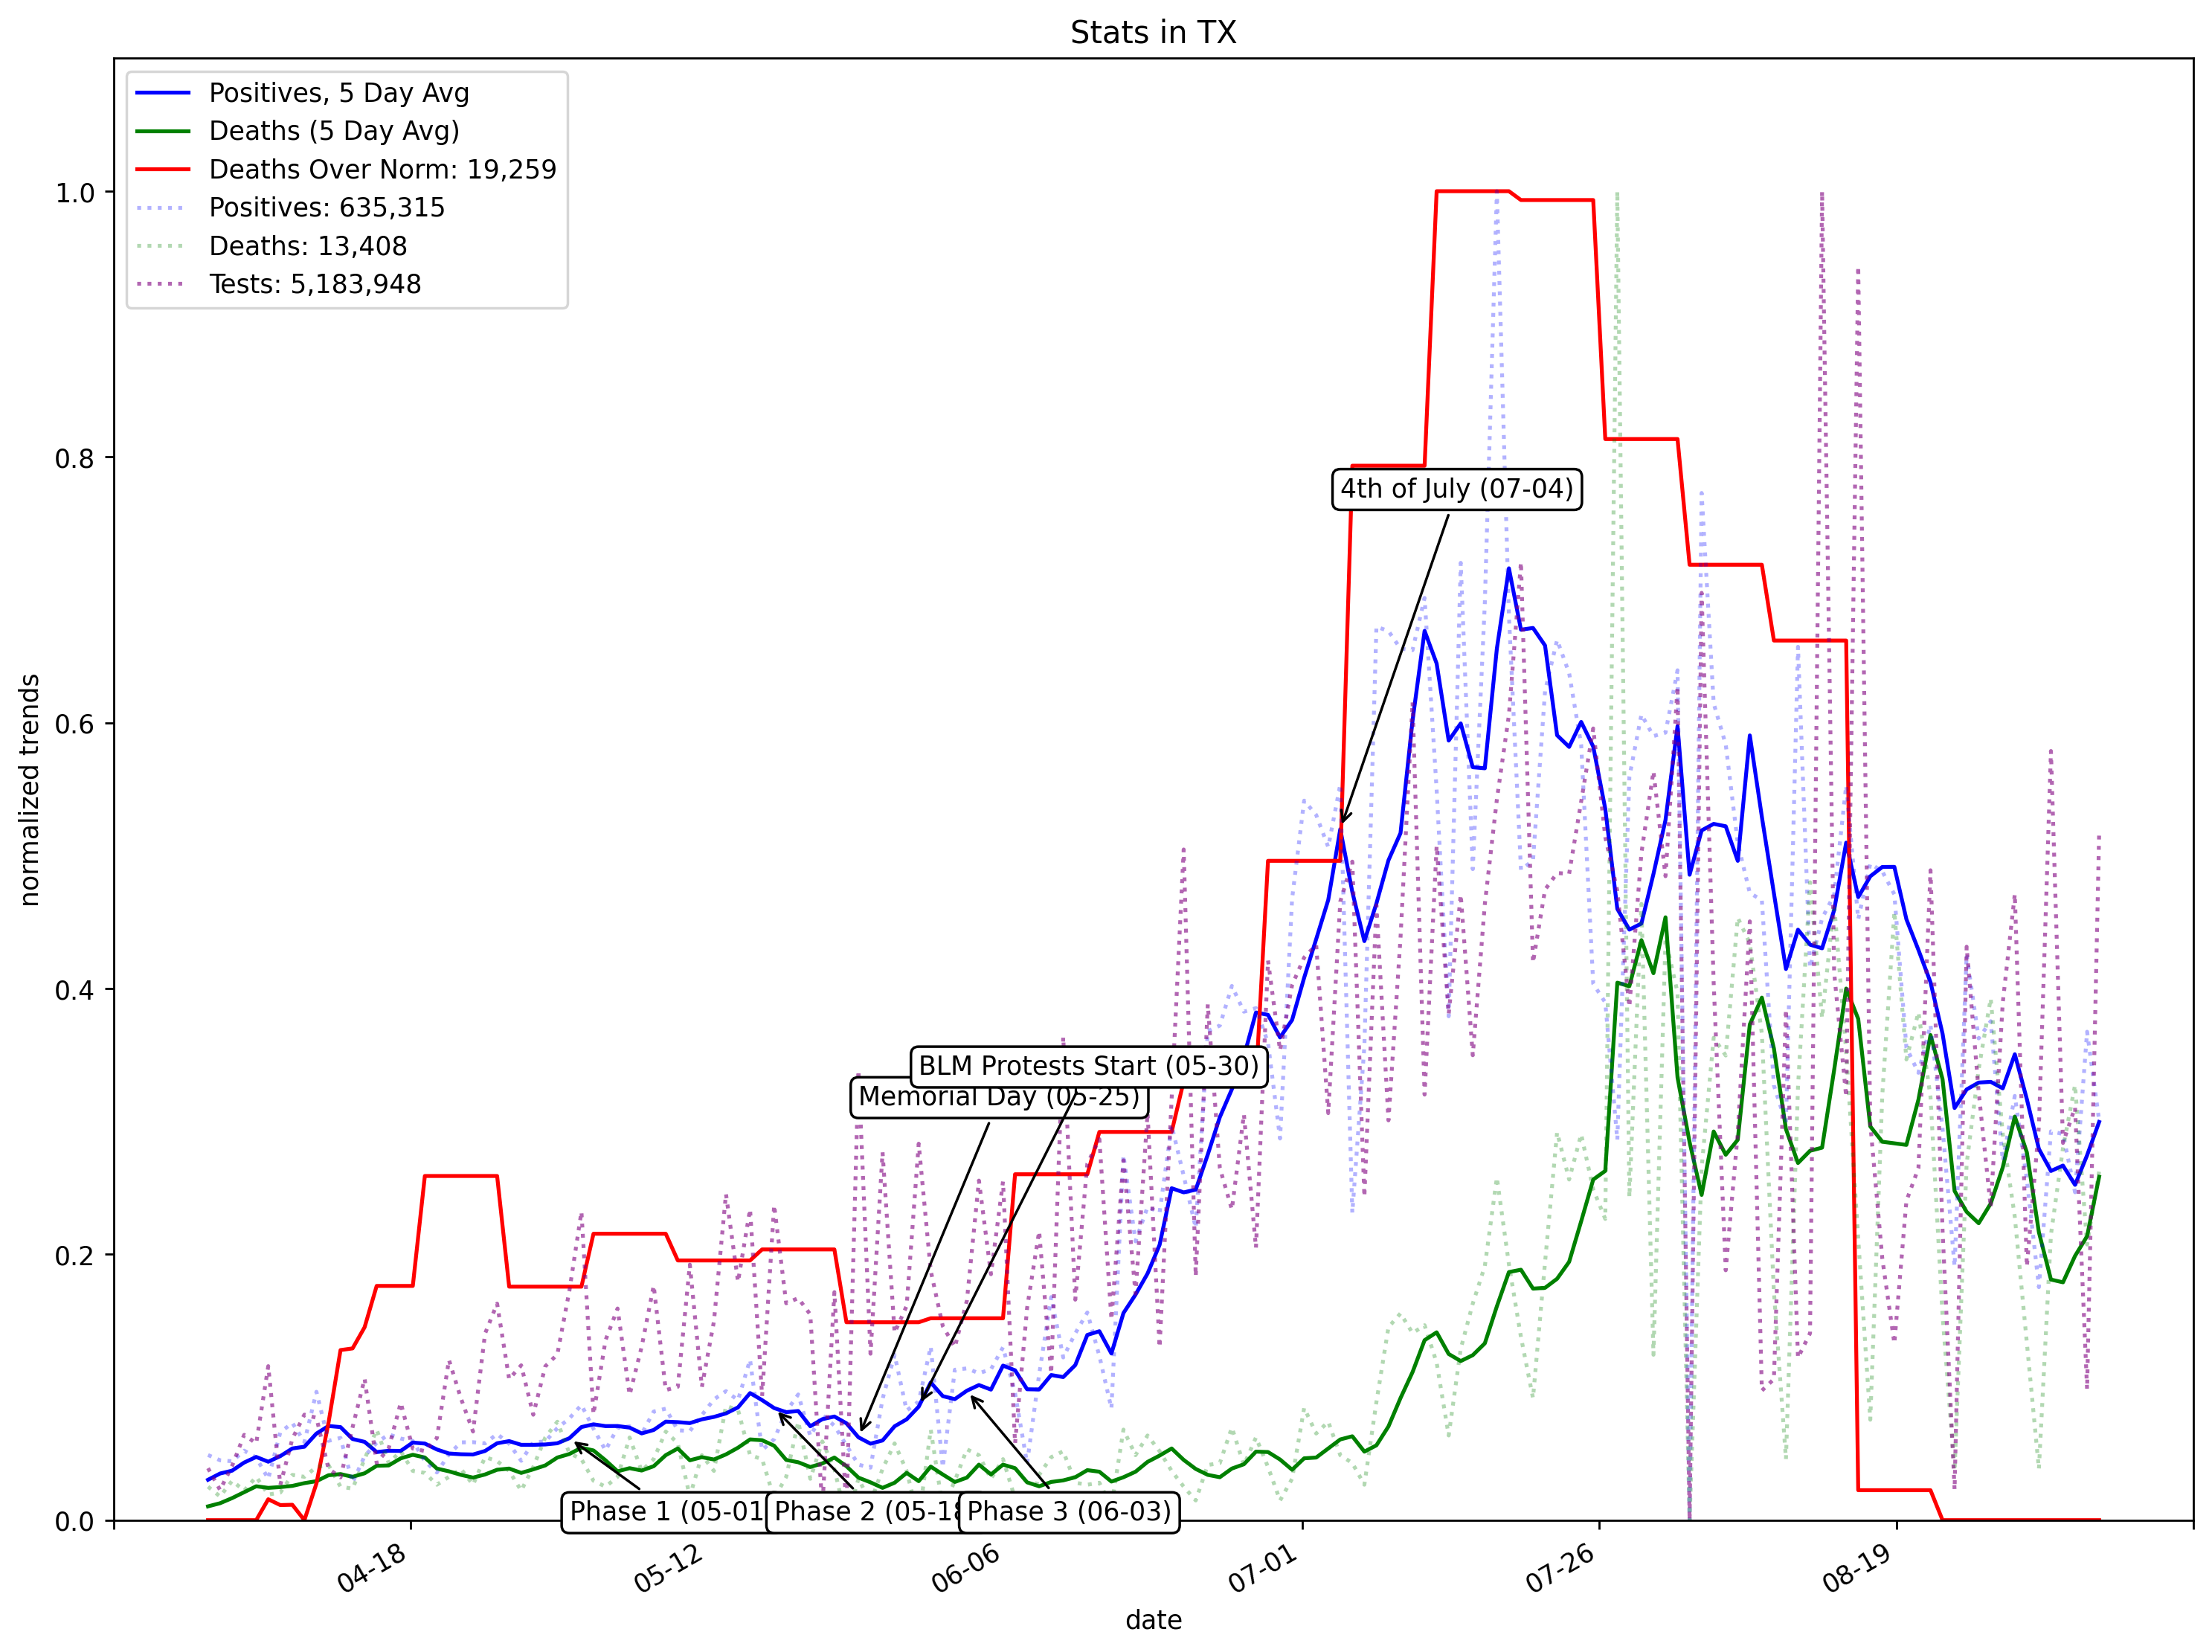 Stats in TX
Positives, 5 Day Avg
Deaths (5 Day Avg)
Deaths Over Norm: 19,259
Positives: 635,315
Deaths: 13,408
Tests: 5,183,948
1.0
0.8
0.6
0.4
0.2
0.0
normalized trends
4th of July (07-04)
BLM Protests Start (05-30)
Memorial Day (05-25)
Phase 1 (05-01
Phase 2 (05-18
Phase 3 (06-03)
04-18
05-12
06-06
07-01
07-26
08-19
date